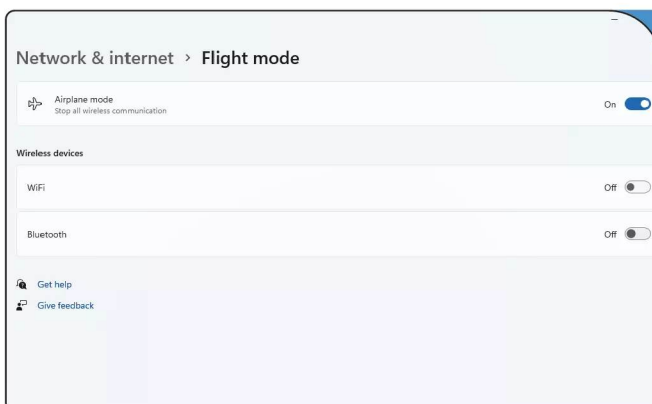 Network & internet > Flight mode
Airplane mode
Stop all wireless communication
On
Wireless devices
WiFi
Off
Bluetooth
Off
Get help
Give feedback